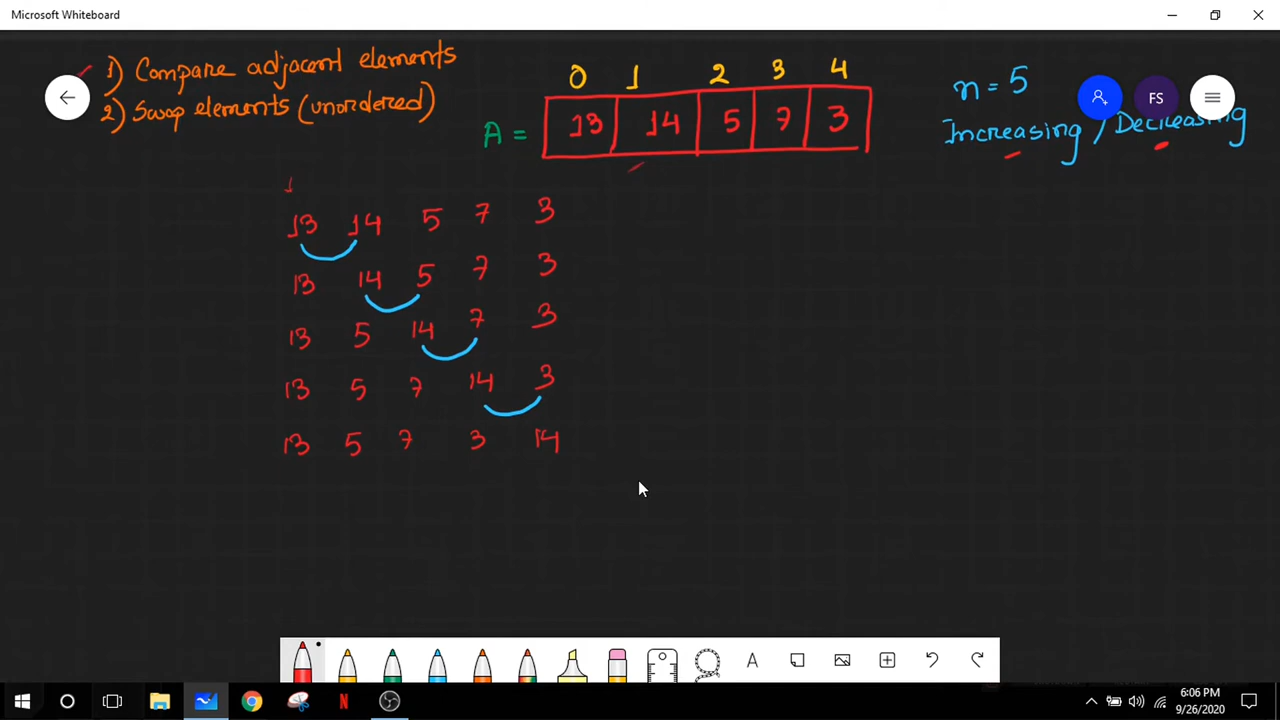 Microsoft Whiteboard
1) Compare adjacent elements
2) Swap elements (unordered)
0 1 2 3 4
A = 13 14 5 7 3
n = 5
Increasing / Decreasing
FS
13 14 5 7 3
13 14 5 7 3
13 5 14 7 3
13 5 7 14 3
13 5 7 3 14
A
N
6:06 PM
9/26/2020